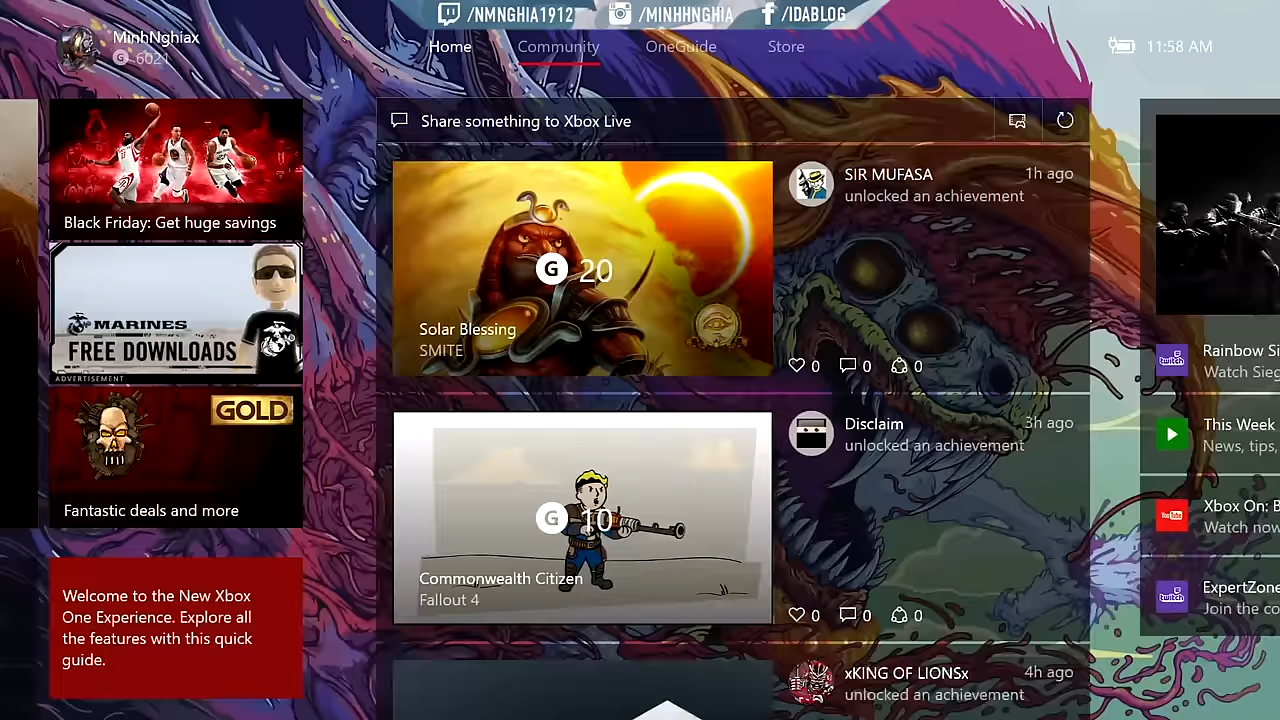 /NMNGHIA1912
/MINHHNGHIA
/IDABLOG
MinhNghiax
G 6021
Home
Community
OneGuide
Store
11:58 AM
Black Friday: Get huge savings
MARINES
FREE DOWNLOADS
ADVERTISEMENT
GOLD
Fantastic deals and more
Welcome to the New Xbox
One Experience. Explore all
the features with this quick
guide.
Share something to Xbox Live
G 20
Solar Blessing
SMITE
SIR MUFASA
1h ago
unlocked an achievement
0 0 0
G 10
Commonwealth Citizen
Fallout 4
Disclaim
3h ago
unlocked an achievement
0 0 0
xKING OF LIONSx
4h ago
unlocked an achievement
twitch
Rainbow Si
Watch Sieg
This Week
News, tips,
YouTube
Xbox On: B
Watch now
twitch
ExpertZone
Join the co